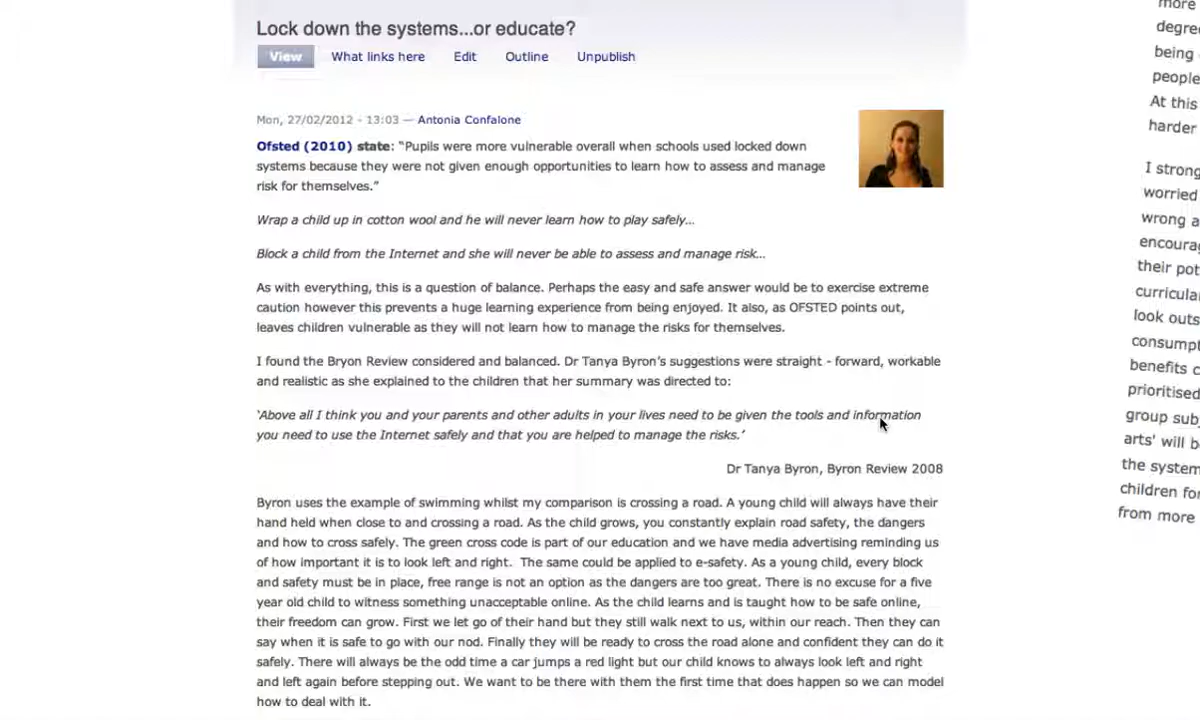 Lock down the systems...or educate?
View What links here Edit Outline Unpublish
Mon, 27/02/2012 - 13:03 — Antonia Confalone
Ofsted (2010) state: “Pupils were more vulnerable overall when schools used locked down
systems because they were not given enough opportunities to learn how to assess and manage
risk for themselves.”
Wrap a child up in cotton wool and he will never learn how to play safely...
Block a child from the Internet and she will never be able to assess and manage risk...
As with everything, this is a question of balance. Perhaps the easy and safe answer would be to exercise extreme
caution however this prevents a huge learning experience from being enjoyed. It also, as OFSTED points out,
leaves children vulnerable as they will not learn how to manage the risks for themselves.
I found the Bryon Review considered and balanced. Dr Tanya Byron’s suggestions were straight - forward, workable
and realistic as she explained to the children that her summary was directed to:
‘Above all I think you and your parents and other adults in your lives need to be given the tools and information
you need to use the Internet safely and that you are helped to manage the risks.’
Dr Tanya Byron, Byron Review 2008
Byron uses the example of swimming whilst my comparison is crossing a road. A young child will always have their
hand held when close to and crossing a road. As the child grows, you constantly explain road safety, the dangers
and how to cross safely. The green cross code is part of our education and we have media advertising reminding us
of how important it is to look left and right. The same could be applied to e-safety. As a young child, every block
and safety must be in place, free range is not an option as the dangers are too great. There is no excuse for a five
year old child to witness something unacceptable online. As the child learns and is taught how to be safe online,
their freedom can grow. First we let go of their hand but they still walk next to us, within our reach. Then they can
say when it is safe to go with our nod. Finally they will be ready to cross the road alone and confident they can do it
safely. There will always be the odd time a car jumps a red light but our child knows to always look left and right
and left again before stepping out. We want to be there with them the first time that does happen so we can model
how to deal with it.
more
degre
being
people
At this
harder
I strong
worried
wrong a
encourag
their pot
curricula
look outs
consumpt
benefits c
prioritised
group sub
arts' will b
the system
children for
from more